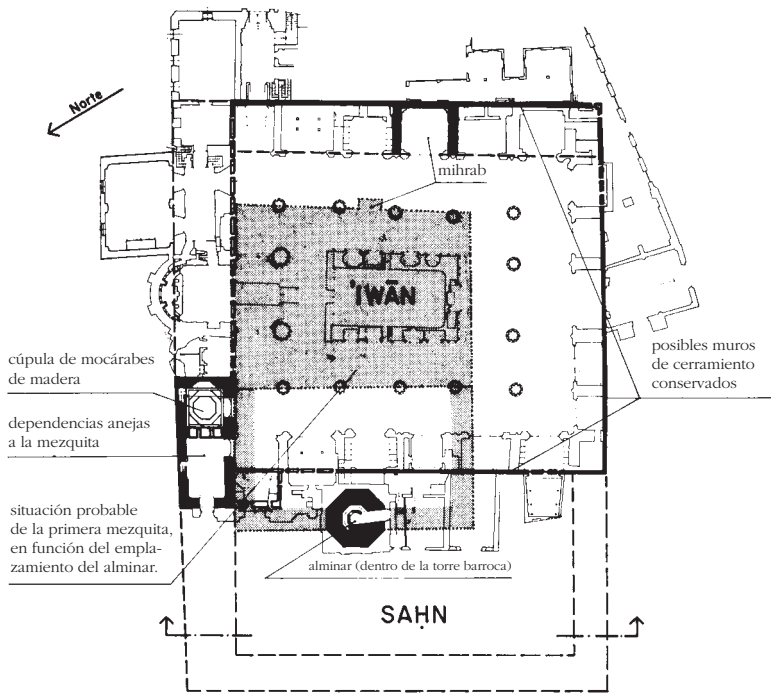 Norte
mihrab
'IWĀN
cúpula de mocárabes
de madera
dependencias anejas
a la mezquita
situación probable
de la primera mezquita,
en función del empla-
zamiento del alminar.
posibles muros
de cerramiento
conservados
alminar (dentro de la torre barroca)
SAḤN